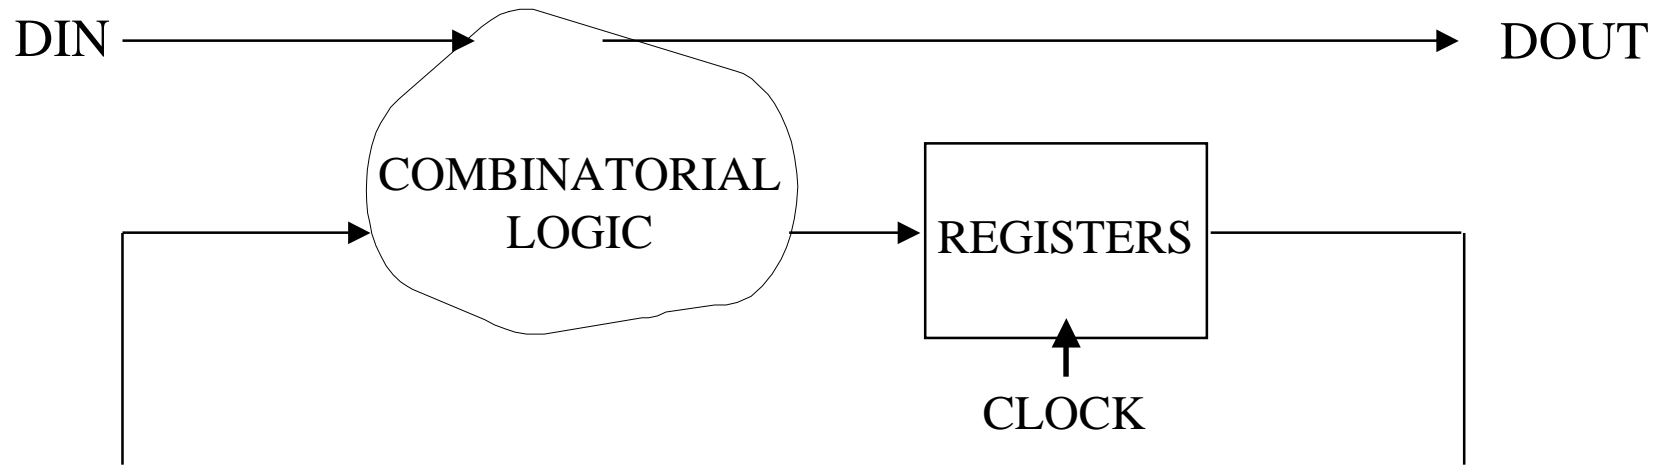 DIN
DOUT
COMBINATORIAL
LOGIC
REGISTERS
CLOCK